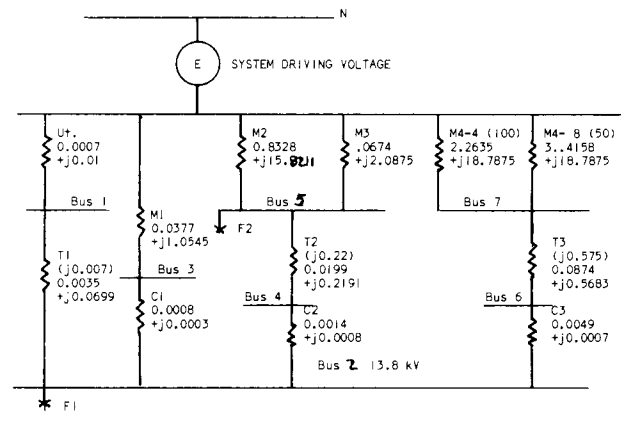 N
E SYSTEM DRIVING VOLTAGE
Ut.
0.0007
+j0.01
M2
0.8328
+j15.8211
M3
.0674
+j2.0875
M4-4 (100)
2.2635
+j18.7875
M4-8 (50)
3..4158
+j18.7875
Bus 1
M1
0.0377
+j1.0545
F2
Bus 5
Bus 7
T1
(j0.007)
0.0035
+j0.0699
Bus 3
C1
0.0008
+j0.0003
T2
(j0.22)
0.0199
+j0.2191
T3
(j0.575)
0.0874
+j0.5683
Bus 4
C2
0.0014
+j0.0008
Bus 6
C3
0.0049
+j0.0007
Bus 2 13.8 kV
F1